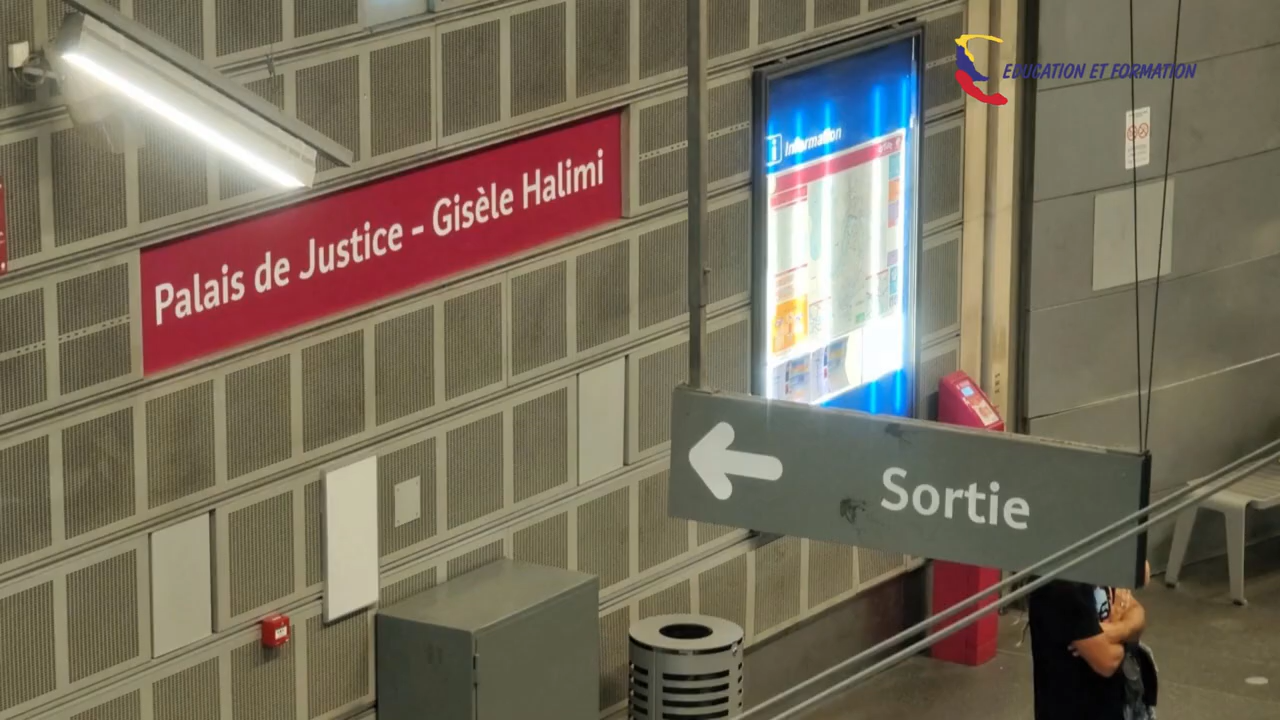 EDUCATION ET FORMATION
Information
Palais de Justice - Gisèle Halimi
Sortie